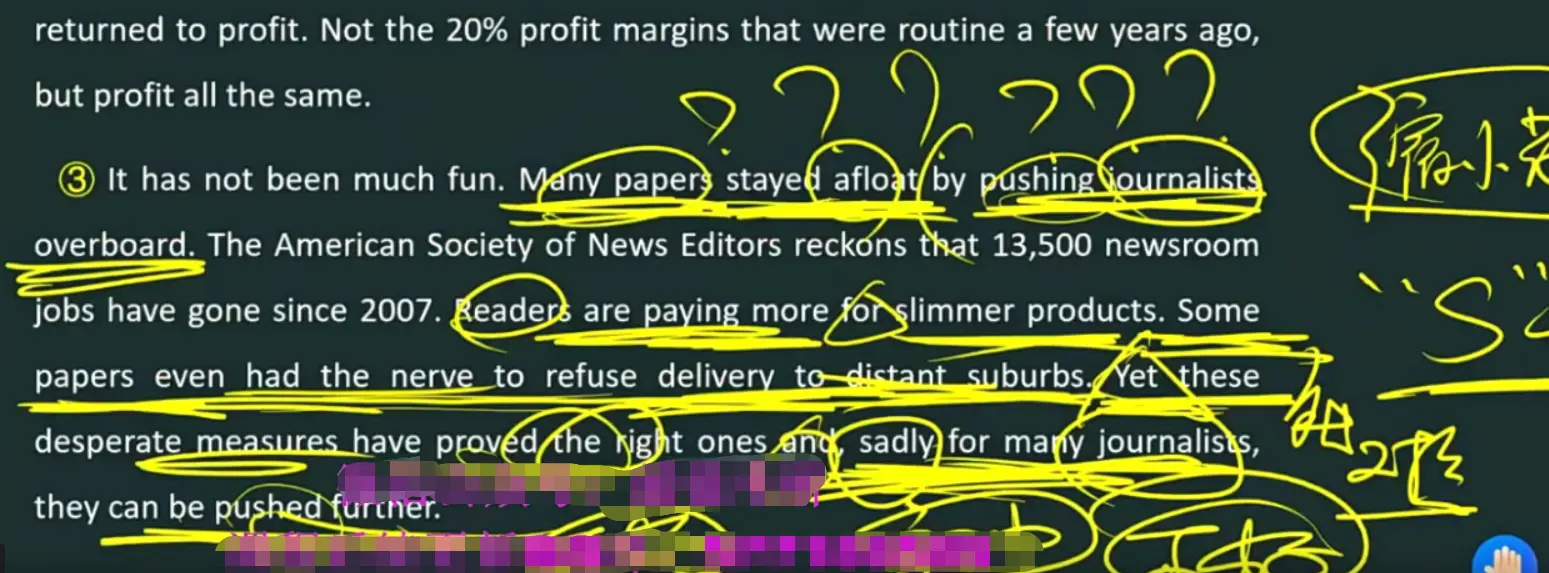 returned to profit. Not the 20% profit margins that were routine a few years ago,
but profit all the same.
? ? ? ? ? ?
③ It has not been much fun. Many papers stayed afloat by pushing journalists
overboard. The American Society of News Editors reckons that 13,500 newsroom
jobs have gone since 2007. Readers are paying more for slimmer products. Some
papers even had the nerve to refuse delivery to distant suburbs. Yet these
desperate measures have proved the right ones and, sadly for many journalists,
they can be pushed further.